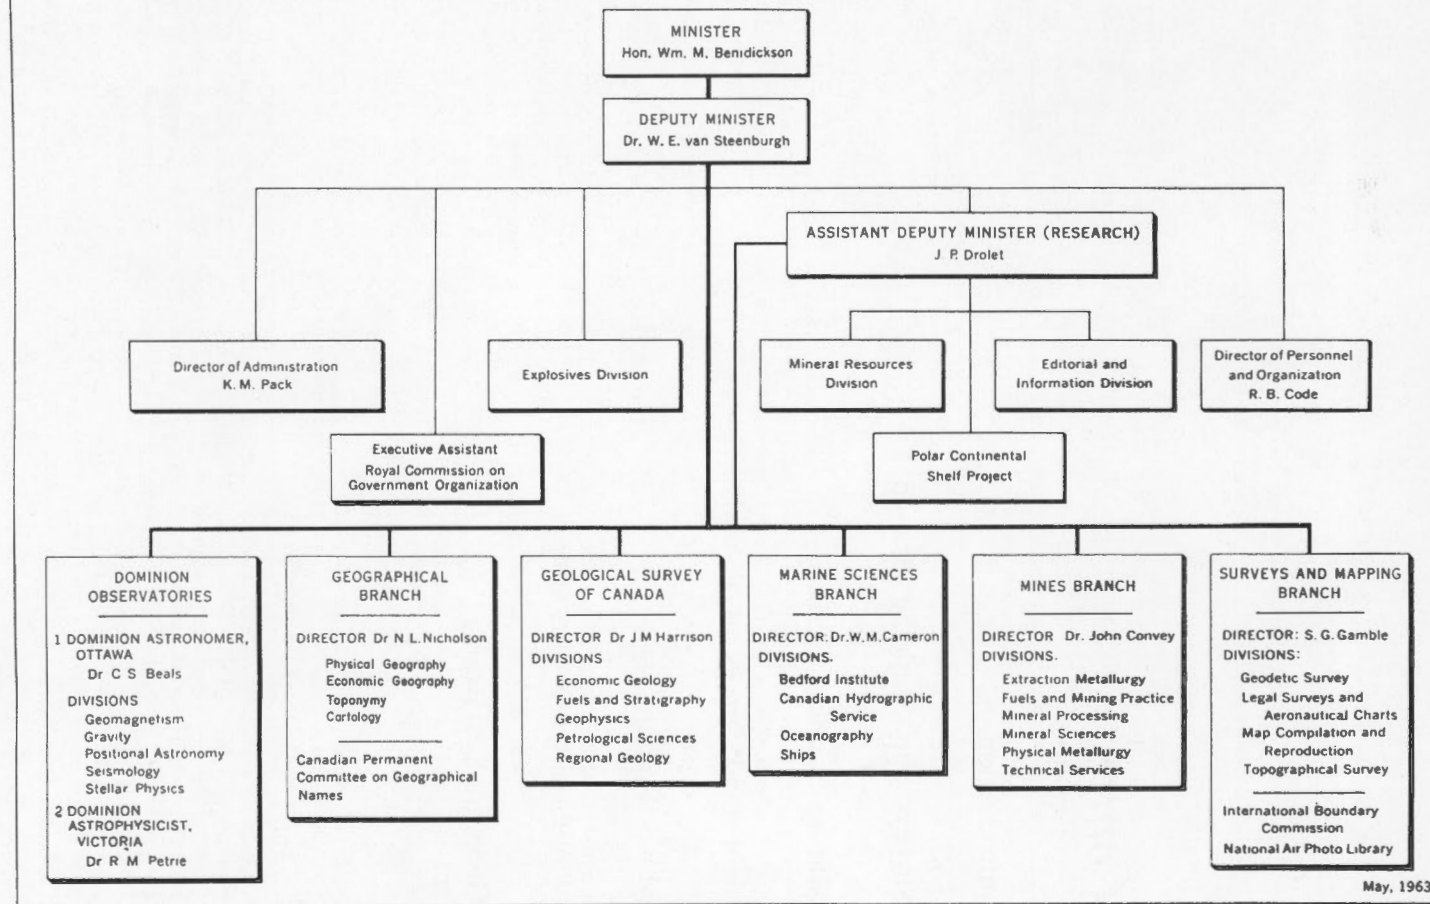 MINISTER
Hon. Wm. M. Benidickson
DEPUTY MINISTER
Dr. W. E. van Steenburgh
ASSISTANT DEPUTY MINISTER (RESEARCH)
J. P. Drolet
Director of Administration
K. M. Pack
Explosives Division
Mineral Resources
Division
Editorial and
Information Division
Director of Personnel
and Organization
R. B. Code
Executive Assistant
Royal Commission on
Government Organization
Polar Continental
Shelf Project
DOMINION
OBSERVATORIES
1 DOMINION ASTRONOMER,
OTTAWA
Dr C S Beals
DIVISIONS
Geomagnetism
Gravity
Positional Astronomy
Seismology
Stellar Physics
2 DOMINION
ASTROPHYSICIST,
VICTORIA
Dr R M Petrie
GEOGRAPHICAL
BRANCH
DIRECTOR Dr N L. Nicholson
Physical Geography
Economic Geography
Toponymy
Cartology
Canadian Permanent
Committee on Geographical
Names
GEOLOGICAL SURVEY
OF CANADA
DIRECTOR Dr J M Harrison
DIVISIONS
Economic Geology
Fuels and Stratigraphy
Geophysics
Petrological Sciences
Regional Geology
MARINE SCIENCES
BRANCH
DIRECTOR: Dr. W. M. Cameron
DIVISIONS.
Bedford Institute
Canadian Hydrographic
Service
Oceanography
Ships
MINES BRANCH
DIRECTOR Dr. John Convey
DIVISIONS.
Extraction Metallurgy
Fuels and Mining Practice
Mineral Processing
Mineral Sciences
Physical Metallurgy
Technical Services
SURVEYS AND MAPPING
BRANCH
DIRECTOR: S. G. Gamble
DIVISIONS:
Geodetic Survey
Legal Surveys and
Aeronautical Charts
Map Compilation and
Reproduction
Topographical Survey
International Boundary
Commission
National Air Photo Library
May, 1963